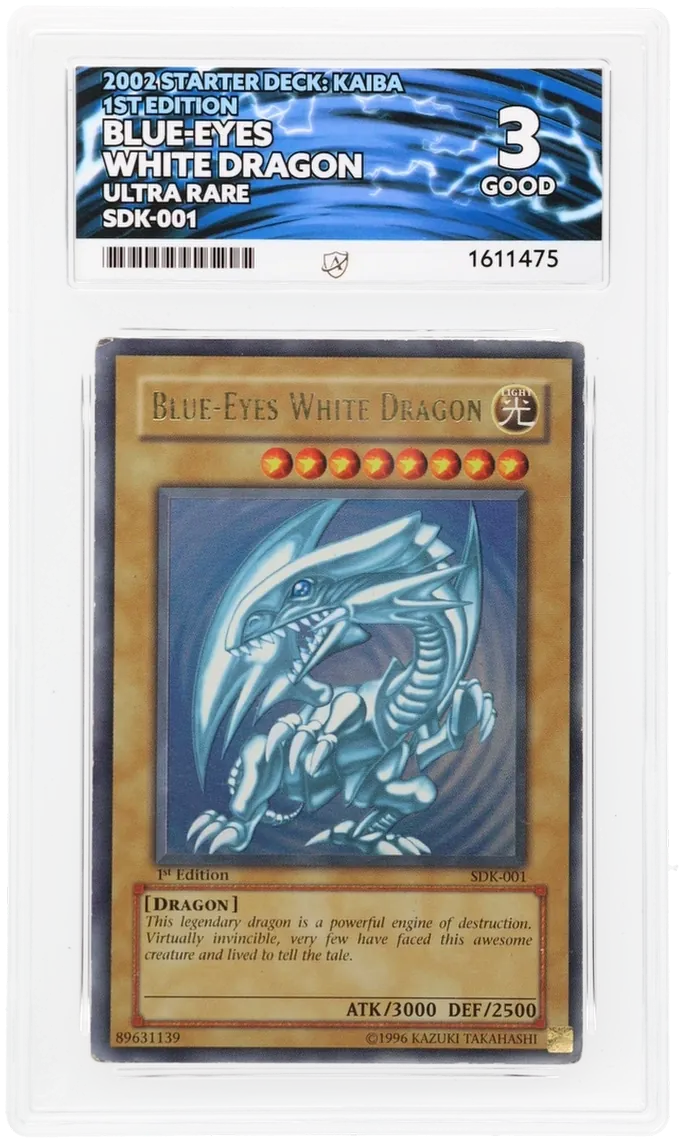 2002 STARTER DECK: KAIBA
1ST EDITION
BLUE-EYES
WHITE DRAGON
ULTRA RARE
SDK-001
3
GOOD
A
1611475
BLUE-EYES WHITE DRAGON
LIGHT
光
1st Edition
SDK-001
[DRAGON]
This legendary dragon is a powerful engine of destruction.
Virtually invincible, very few have faced this awesome
creature and lived to tell the tale.
ATK/3000 DEF/2500
89631139
©1996 KAZUKI TAKAHASHI